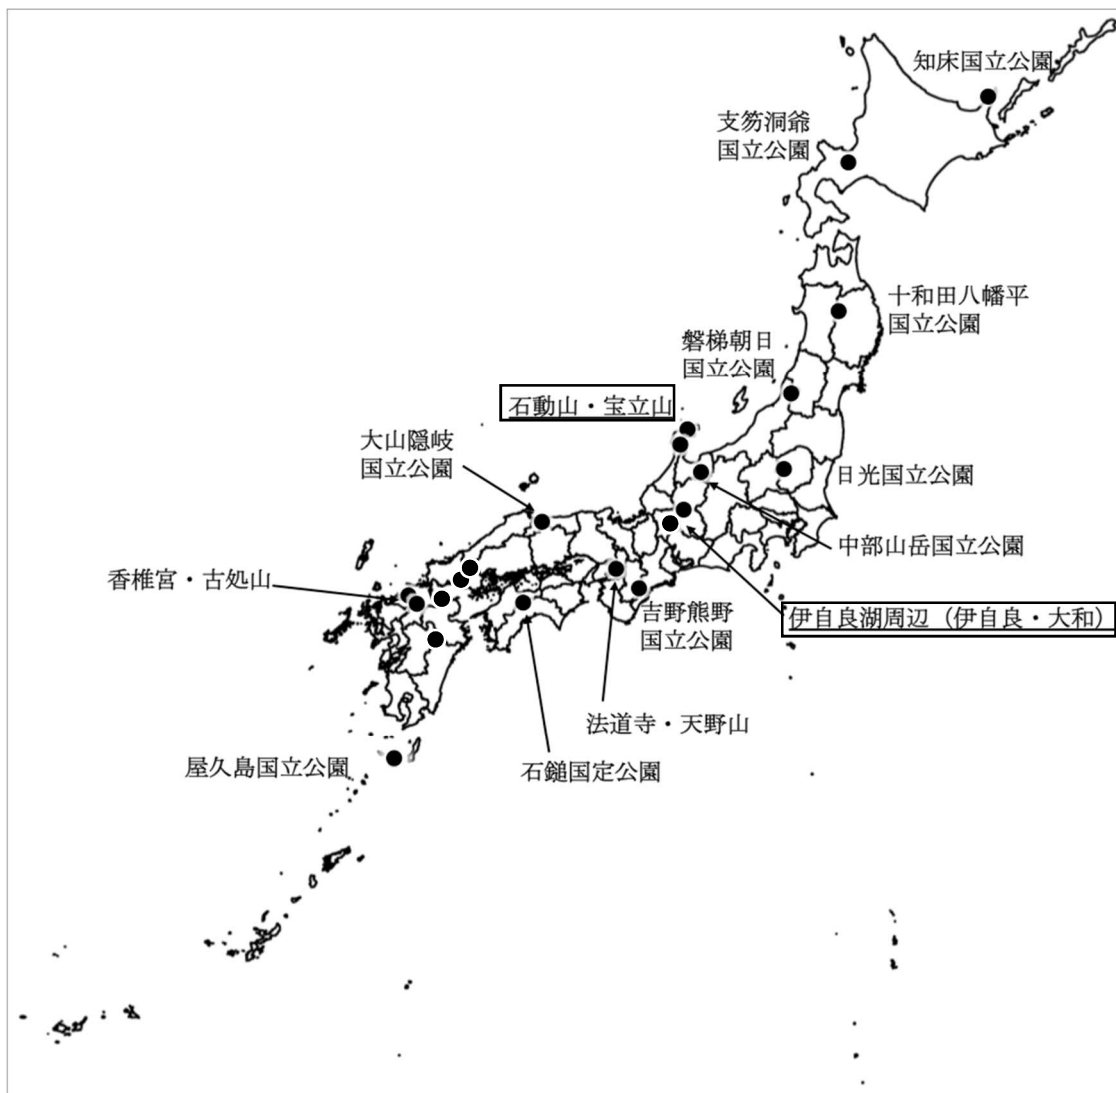 知床国立公園
支笏洞爺
国立公園
十和田八幡平
国立公園
磐梯朝日
国立公園
石動山・宝立山
大山隠岐
国立公園
日光国立公園
中部山岳国立公園
香椎宮・古処山
吉野熊野
国立公園
伊自良湖周辺（伊自良・大和）
法道寺・天野山
屋久島国立公園
石鎚国定公園